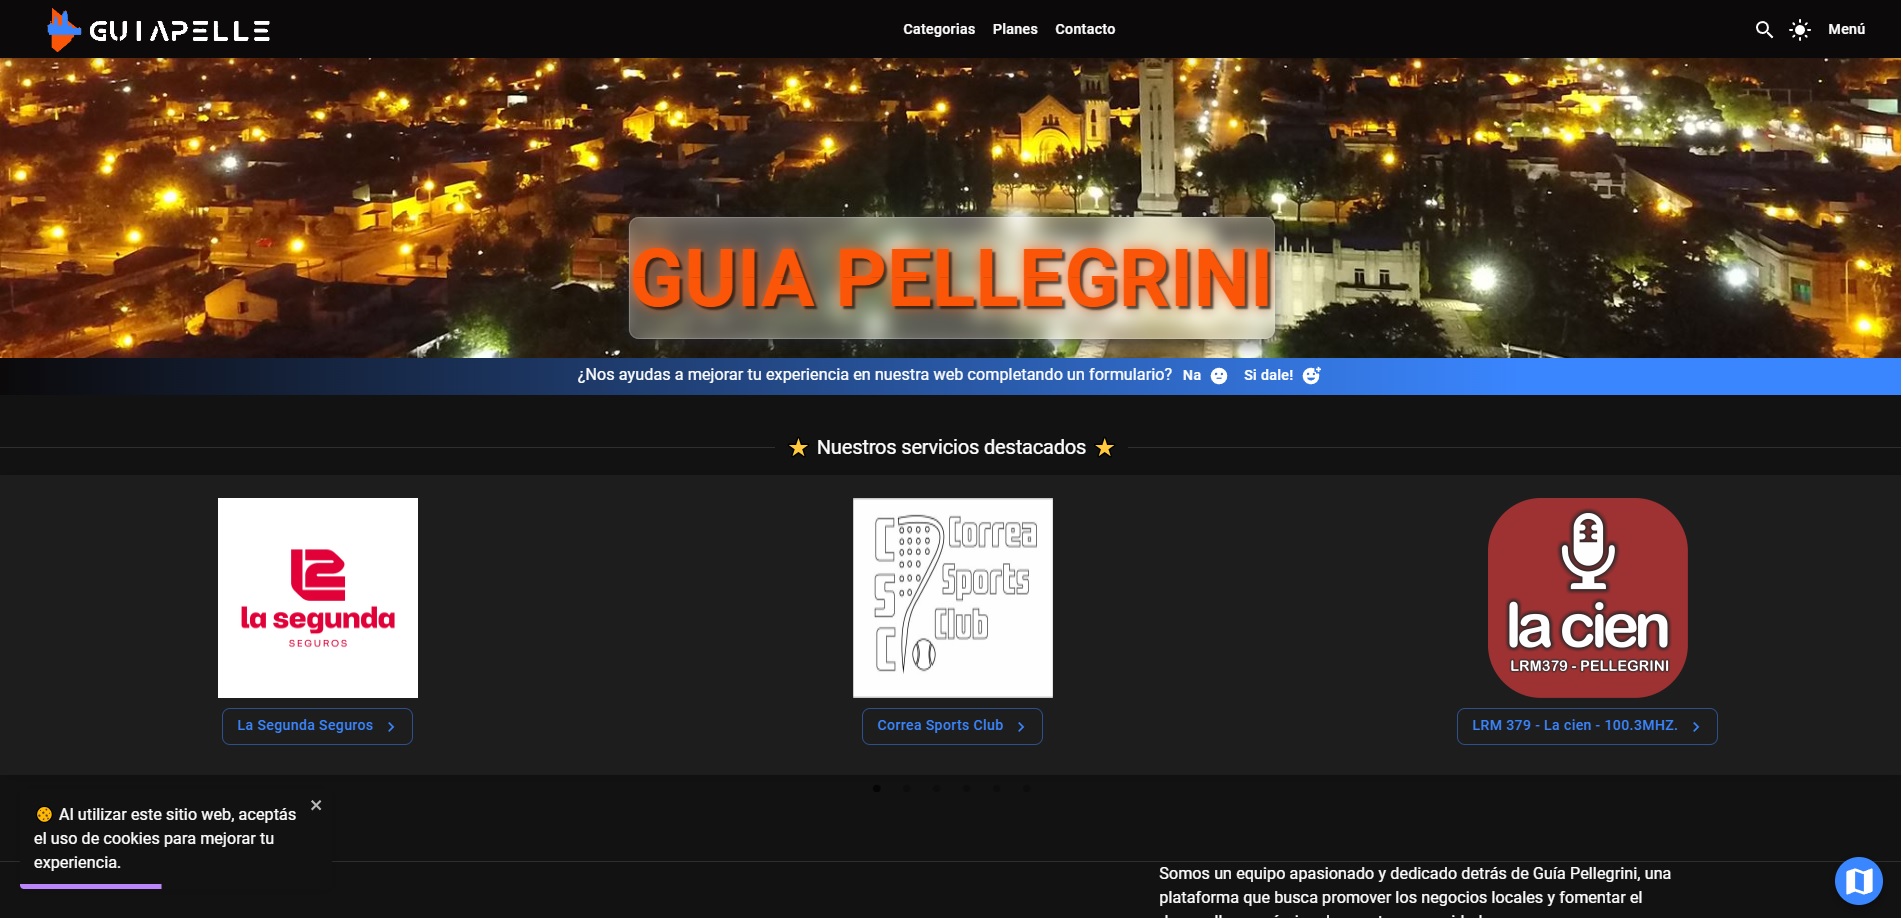 GUIAPELLE
Categorias Planes Contacto
Menú
GUIA PELLEGRINI
¿Nos ayudas a mejorar tu experiencia en nuestra web completando un formulario? Na Si dale!
Nuestros servicios destacados
la segunda
SEGUROS
La Segunda Seguros
C Correa
S Sports
C Club
Correa Sports Club
la cien
LRM379 - PELLEGRINI
LRM 379 - La cien - 100.3MHZ.
Al utilizar este sitio web, aceptás
el uso de cookies para mejorar tu
experiencia.
Somos un equipo apasionado y dedicado detrás de Guía Pellegrini, una
plataforma que busca promover los negocios locales y fomentar el